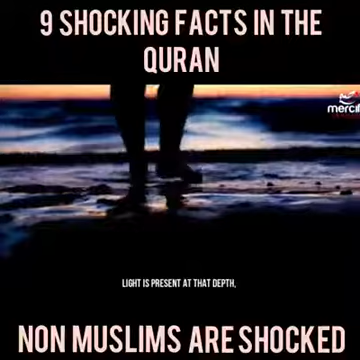 9 SHOCKING FACTS IN THE
QURAN
LIGHT IS PRESENT AT THAT DEPTH,
NON MUSLIMS ARE SHOCKED